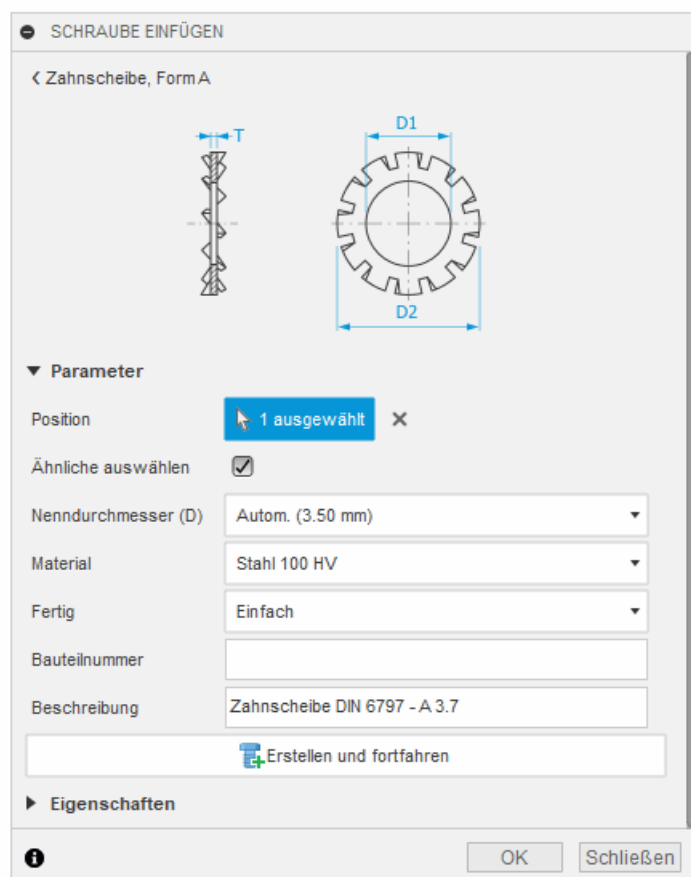 SCHRAUBE EINFÜGEN
Zahnscheibe, Form A
T
D1
D2
Parameter
Position
1 ausgewählt
Ähnliche auswählen
Nenndurchmesser (D)
Autom. (3.50 mm)
Material
Stahl 100 HV
Fertig
Einfach
Bauteilnummer
Beschreibung
Zahnscheibe DIN 6797 - A 3.7
Erstellen und fortfahren
Eigenschaften
OK
Schließen